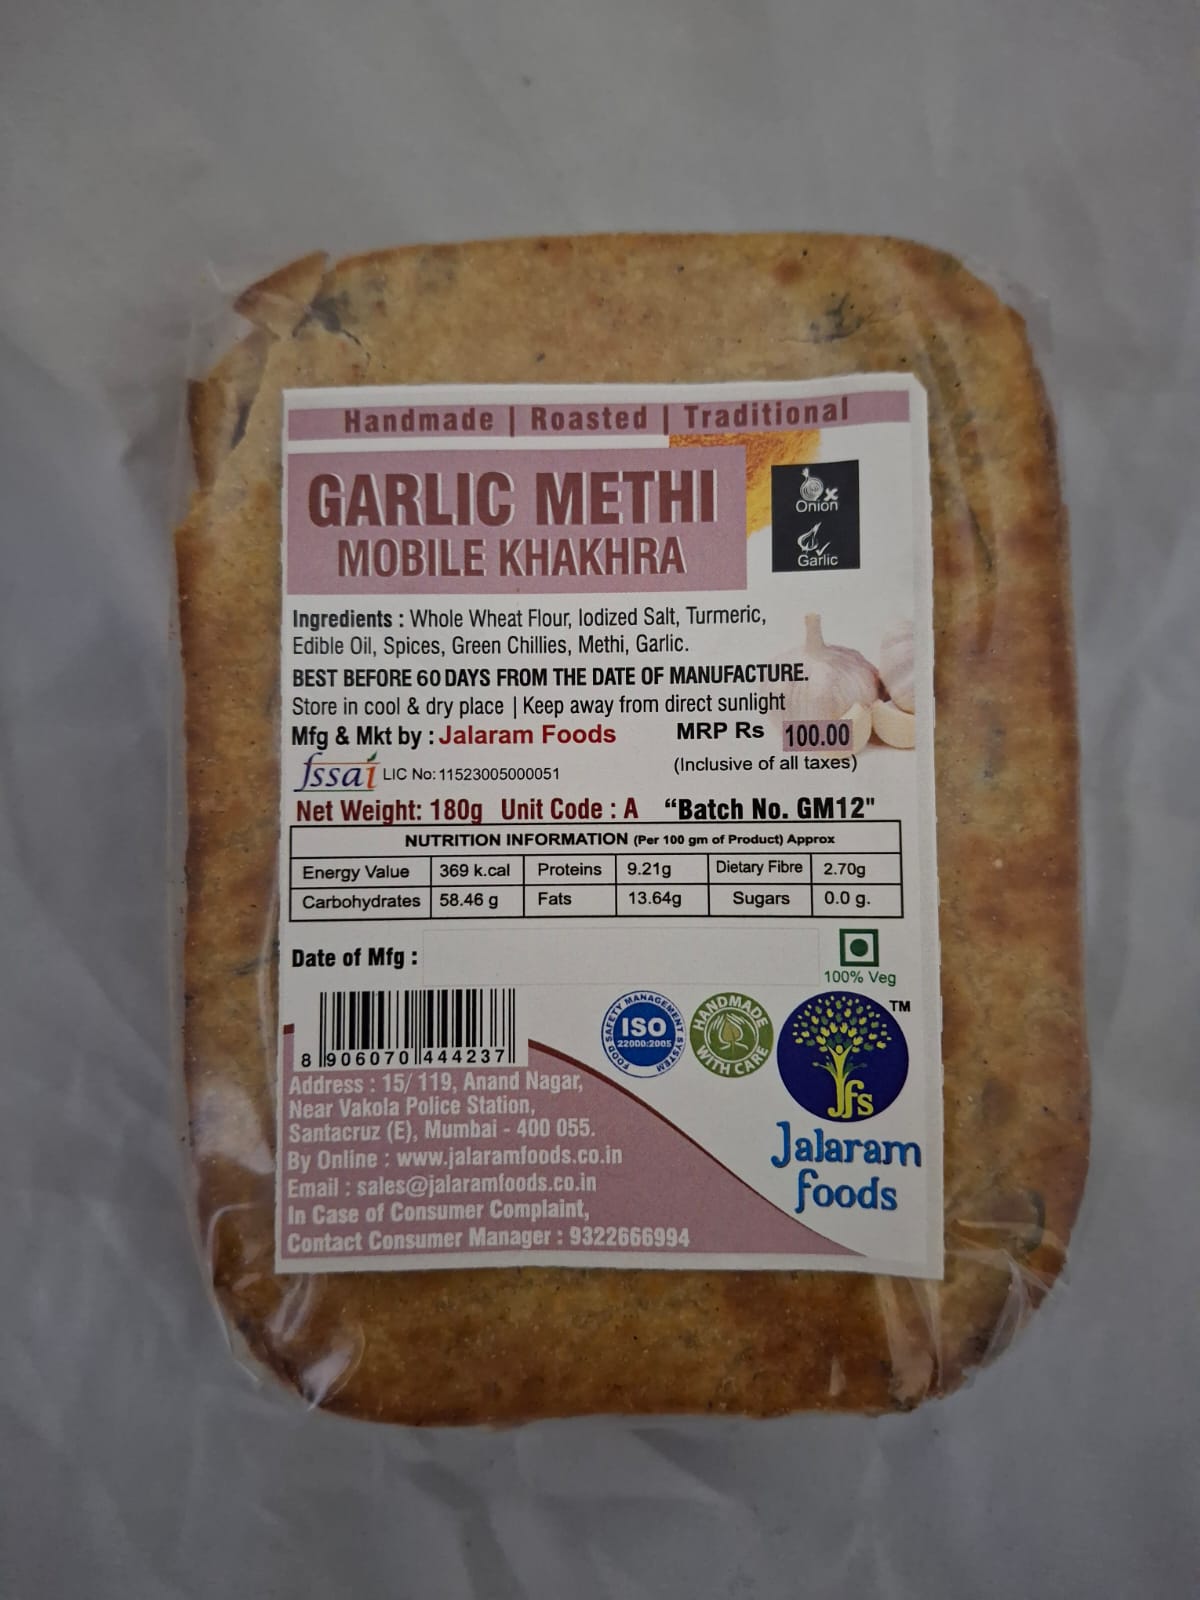 Handmade | Roasted | Traditional
GARLIC METHI
MOBILE KHAKHRA
Onion
Garlic
Ingredients : Whole Wheat Flour, Iodized Salt, Turmeric,
Edible Oil, Spices, Green Chillies, Methi, Garlic.
BEST BEFORE 60 DAYS FROM THE DATE OF MANUFACTURE.
Store in cool & dry place | Keep away from direct sunlight
Mfg & Mkt by : Jalaram Foods MRP Rs 100.00
fssai LIC No: 11523005000051 (Inclusive of all taxes)
Net Weight: 180g Unit Code : A “Batch No. GM12"
NUTRITION INFORMATION (Per 100 gm of Product) Approx
Energy Value 369 k.cal Proteins 9.21g Dietary Fibre 2.70g
Carbohydrates 58.46 g Fats 13.64g Sugars 0.0 g.
Date of Mfg :
100% Veg
8 906070 444237
FOOD SAFETY MANAGEMENT SYSTEM
ISO
22000:2005
HANDMADE
WITH CARE
TM
jfs
Jalaram
foods
Address : 15/ 119, Anand Nagar,
Near Vakola Police Station,
Santacruz (E), Mumbai - 400 055.
By Online : www.jalaramfoods.co.in
Email : sales@jalaramfoods.co.in
In Case of Consumer Complaint,
Contact Consumer Manager : 9322666994